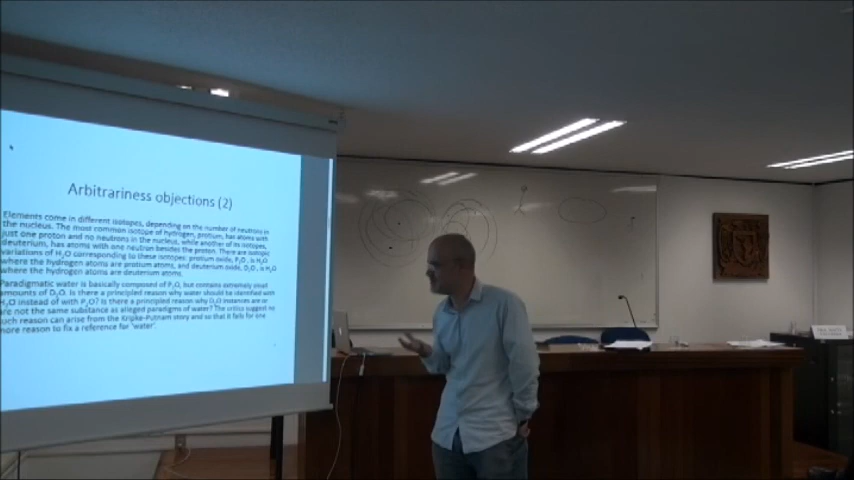 Arbitrariness objections (2)
Elements come in different isotopes, depending on the number of neutrons in
the nucleus. The most common isotope of hydrogen, protium, has atoms with
just one proton and no neutrons in the nucleus, while another of its isotopes,
deuterium, has atoms with one neutron besides the proton. There are isotopic
variations of H₂O corresponding to these isotopes: protium oxide, P₂O, is H₂O
where the hydrogen atoms are protium atoms, and deuterium oxide, D₂O, is H₂O
where the hydrogen atoms are deuterium atoms.
Paradigmatic water is basically composed of P₂O, but contains extremely small
amounts of D₂O. Is there a principled reason why water should be identified with
H₂O instead of with P₂O? Is there a principled reason why D₂O instances are or
are not the same substance as alleged paradigms of water? The critics suggest no
such reason can arise from the Kripke-Putnam story and so that it fails for one
more reason to fix a reference for 'water'.